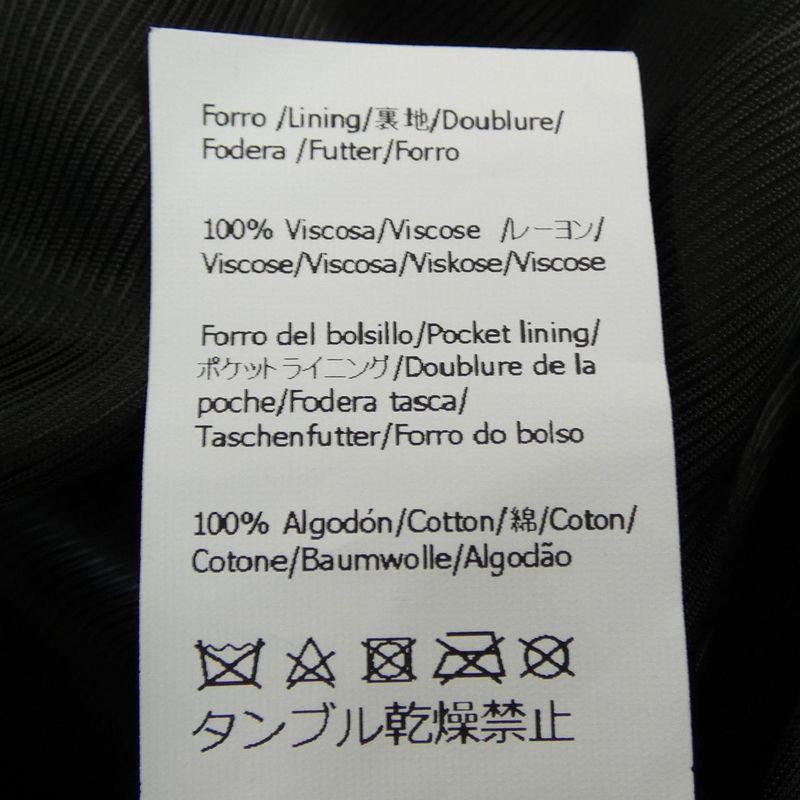 Forro /Lining/裏地/Doublure/
Fodera /Futter/Forro
100% Viscosa/Viscose /レーヨン/
Viscose/Viscosa/Viskose/Viscose
Forro del bolsillo/Pocket lining/
ポケットライニング/Doublure de la
poche/Fodera tasca/
Taschenfutter/Forro do bolso
100% Algodón/Cotton/綿/Coton/
Cotone/Baumwolle/Algodão
タンブル乾燥禁止